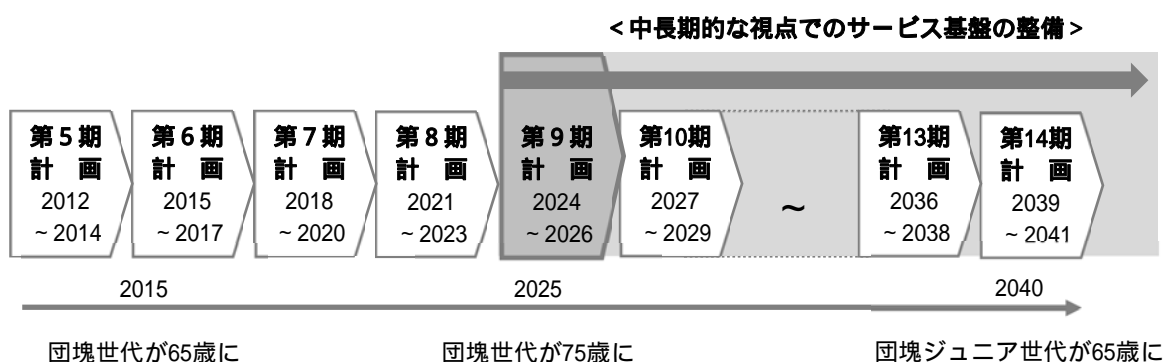 <中長期的な視点でのサービス基盤の整備>
第5期
計 画
2012
~2014
第6期
計 画
2015
~2017
第7期
計 画
2018
~2020
第8期
計 画
2021
~2023
第9期
計 画
2024
~2026
第10期
計 画
2027
~2029
~
第13期
計 画
2036
~2038
第14期
計 画
2039
~2041
2015
2025
2040
団塊世代が65歳に
団塊世代が75歳に
団塊ジュニア世代が65歳に